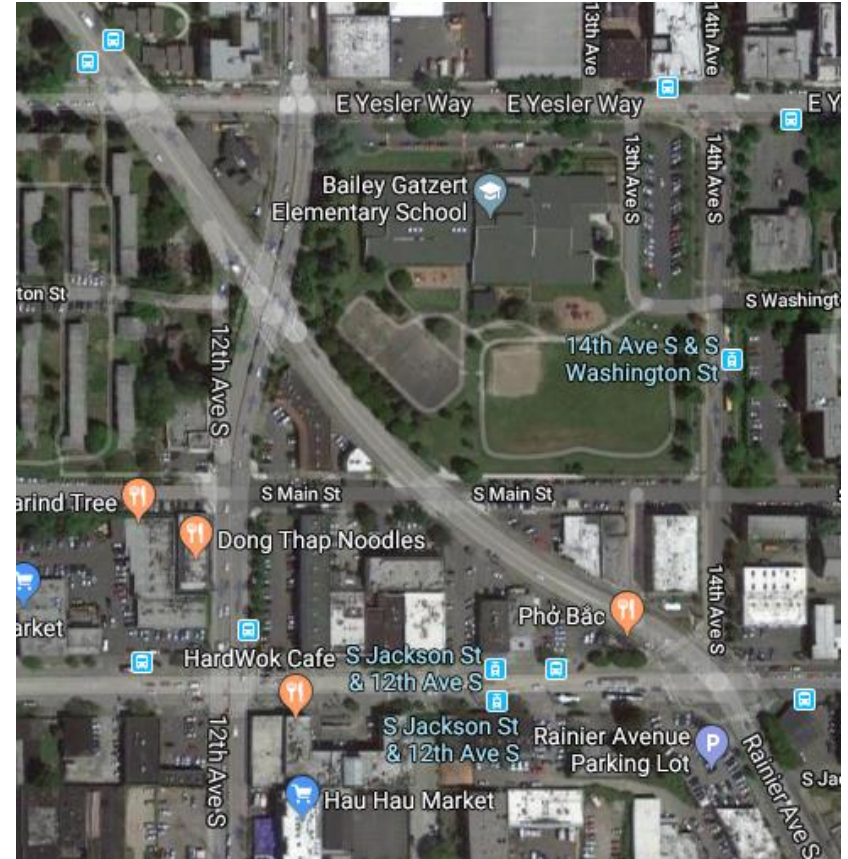 13th Ave
14th Ave
E Yesler Way
E Yesler Way
E Y
13th Ave S
14th Ave S
Bailey Gatzert
Elementary School
ton St
S Washingt
12th Ave S
14th Ave S & S
Washington St
arind Tree
S Main St
S Main St
Dong Thap Noodles
arket
Phở Bắc
14th Ave S
HardWok Cafe
S Jackson St
& 12th Ave S
S Jackson St
& 12th Ave S
12th Ave S
Rainier Avenue
Parking Lot
P
Rainier Ave S
S Jac
Hau Hau Market